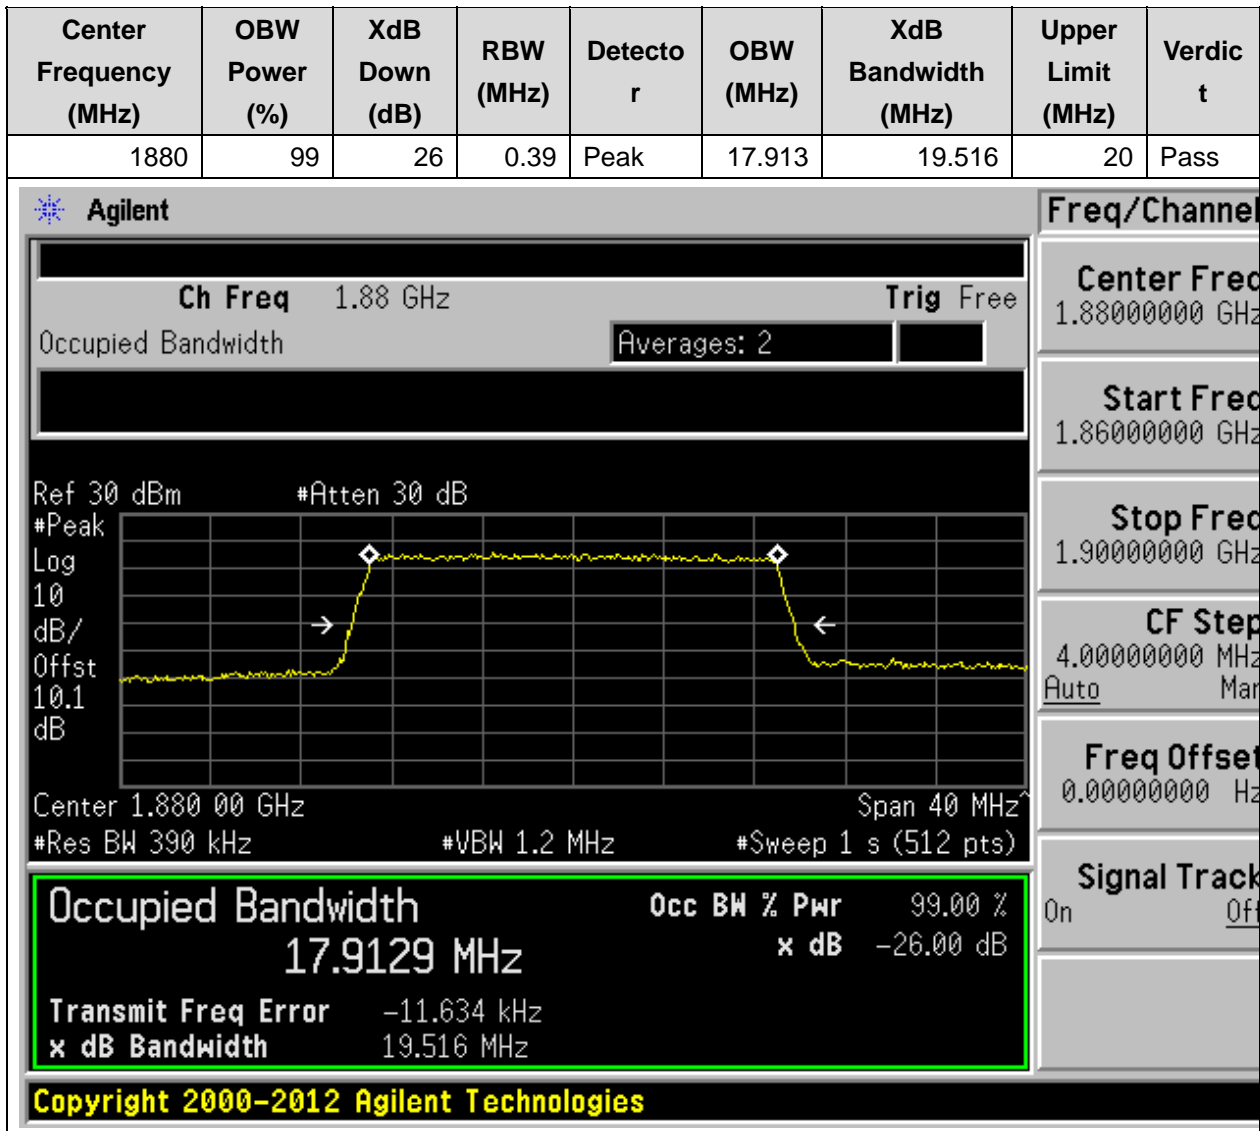 Center Frequency (MHz) OBW Power (%) XdB Down (dB) RBW (MHz) Detecto r OBW (MHz) XdB Bandwidth (MHz) Upper Limit (MHz) Verdic t
1880 99 26 0.39 Peak 17.913 19.516 20 Pass
Agilent
Freq/Channel
Ch Freq 1.88 GHz Trig Free
Occupied Bandwidth Averages: 2
Ref 30 dBm #Atten 30 dB
#Peak
Log
10
dB/
Offst
10.1
dB
Center 1.880 00 GHz Span 40 MHz^
#Res BW 390 kHz #VBW 1.2 MHz #Sweep 1 s (512 pts)
Occupied Bandwidth
17.9129 MHz
Occ BW % Pwr 99.00 %
x dB -26.00 dB
Transmit Freq Error -11.634 kHz
x dB Bandwidth 19.516 MHz
Center Freq
1.88000000 GHz
Start Freq
1.86000000 GHz
Stop Freq
1.90000000 GHz
CF Step
4.00000000 MHz
Auto Man
Freq Offset
0.00000000 Hz
Signal Track
On Off
Copyright 2000-2012 Agilent Technologies